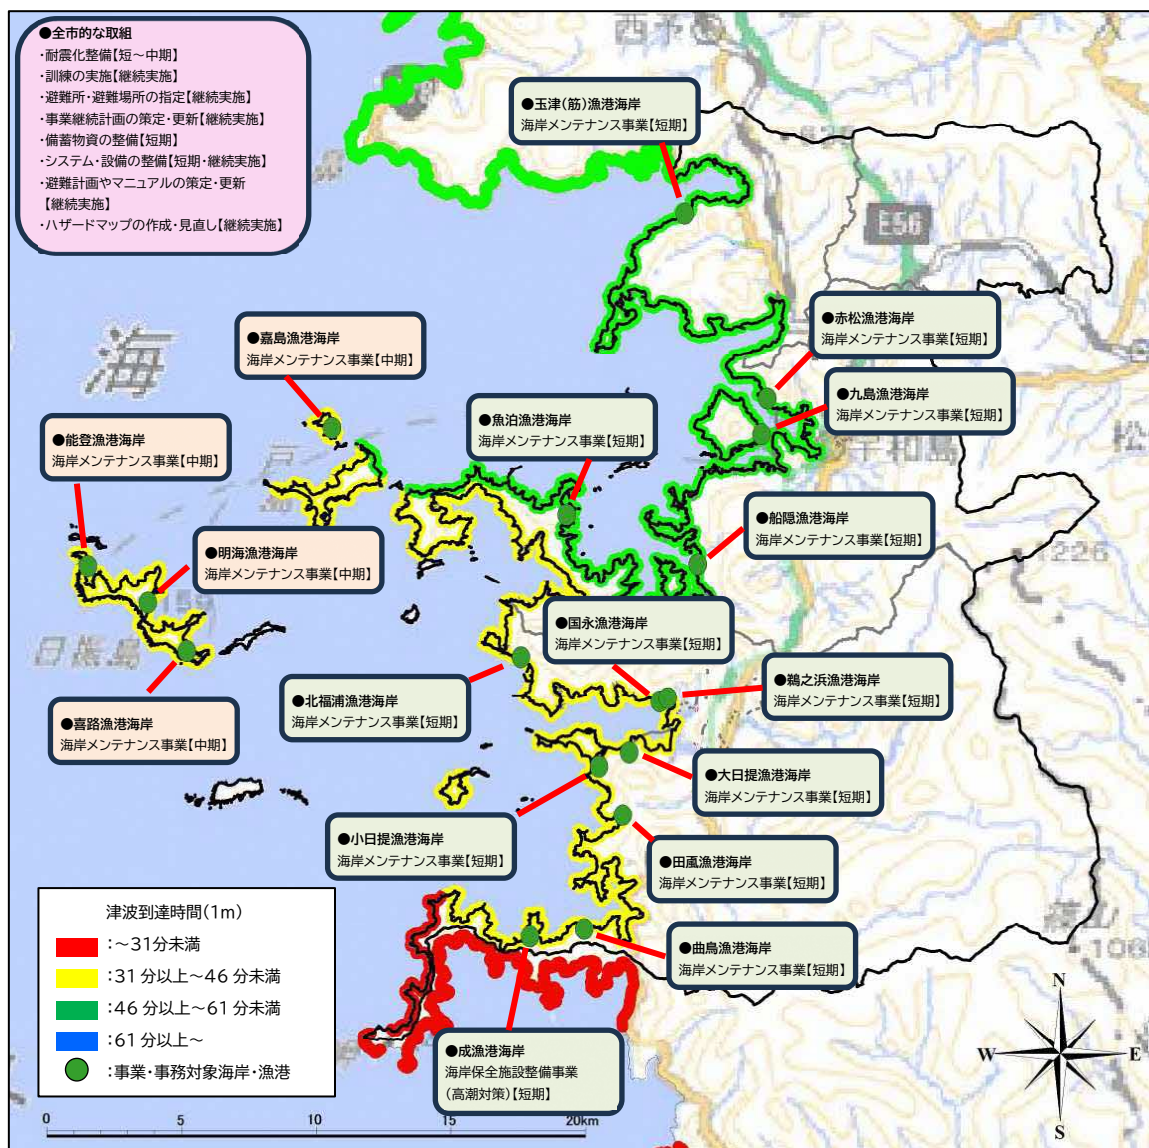 ●全市的な取組
・耐震化整備【短～中期】
・訓練の実施【継続実施】
・避難所・避難場所の指定【継続実施】
・事業継続計画の策定・更新【継続実施】
・備蓄物資の整備【短期】
・システム・設備の整備【短期・継続実施】
・避難計画やマニュアルの策定・更新
【継続実施】
・ハザードマップの作成・見直し【継続実施】
西予
●玉津(筋)漁港海岸
海岸メンテナンス事業【短期】
E56
●赤松漁港海岸
海岸メンテナンス事業【短期】
●嘉島漁港海岸
海岸メンテナンス事業【中期】
海
●九島漁港海岸
海岸メンテナンス事業【短期】
●魚泊漁港海岸
海岸メンテナンス事業【短期】
●能登漁港海岸
海岸メンテナンス事業【中期】
宇和島
松
●船隠漁港海岸
海岸メンテナンス事業【短期】
●明海漁港海岸
海岸メンテナンス事業【中期】
1226
●国永漁港海岸
海岸メンテナンス事業【短期】
日振島
●鵜之浜漁港海岸
海岸メンテナンス事業【短期】
●北福浦漁港海岸
海岸メンテナンス事業【短期】
●喜路漁港海岸
海岸メンテナンス事業【中期】
●大日提漁港海岸
海岸メンテナンス事業【短期】
●小日提漁港海岸
海岸メンテナンス事業【短期】
●田颪漁港海岸
海岸メンテナンス事業【短期】
●曲烏漁港海岸
海岸メンテナンス事業【短期】
106
津波到達時間(1m)
:～31分未満
:31分以上～46分未満
:46分以上～61分未満
:61分以上～
:事業・事務対象海岸・漁港
●成漁港海岸
海岸保全施設整備事業
(高潮対策)【短期】
N
W
E
S
0
5
10
15
20km